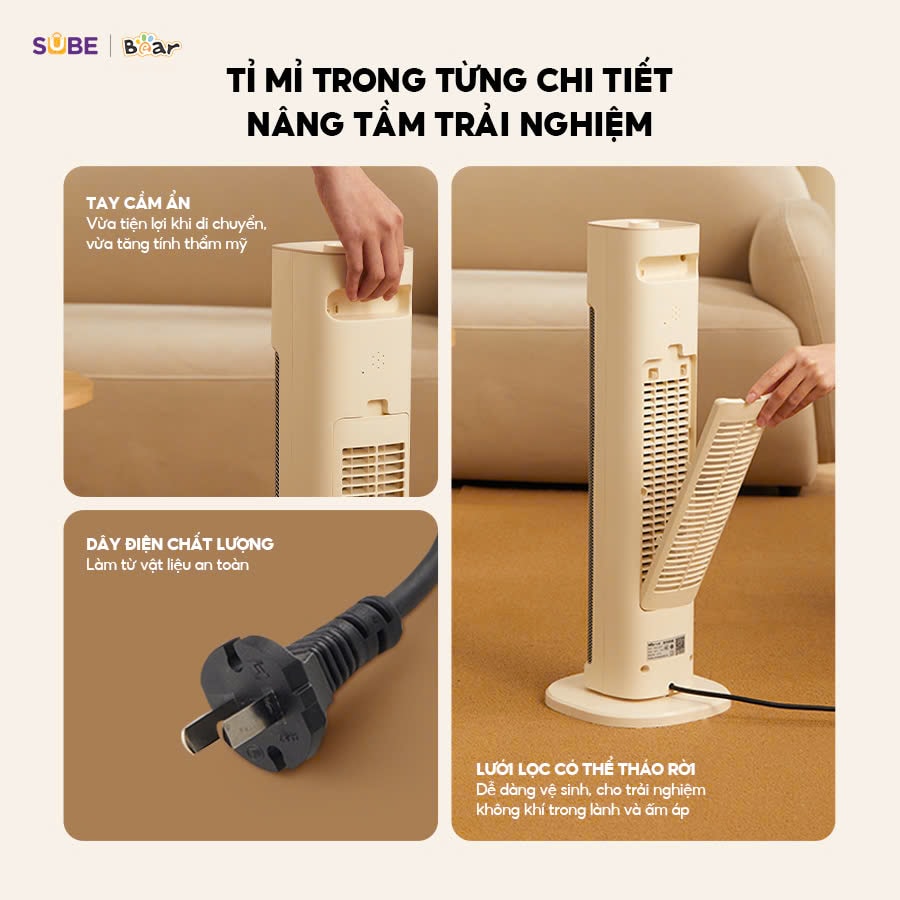 SUBE | Bear
TỈ MỈ TRONG TỪNG CHI TIẾT
NÂNG TẦM TRẢI NGHIỆM
TAY CẦM ẨN
Vừa tiện lợi khi di chuyển,
vừa tăng tính thẩm mỹ
DÂY ĐIỆN CHẤT LƯỢNG
Làm từ vật liệu an toàn
LƯỚI LỌC CÓ THỂ THÁO RỜI
Dễ dàng vệ sinh, cho trải nghiệm
không khí trong lành và ấm áp